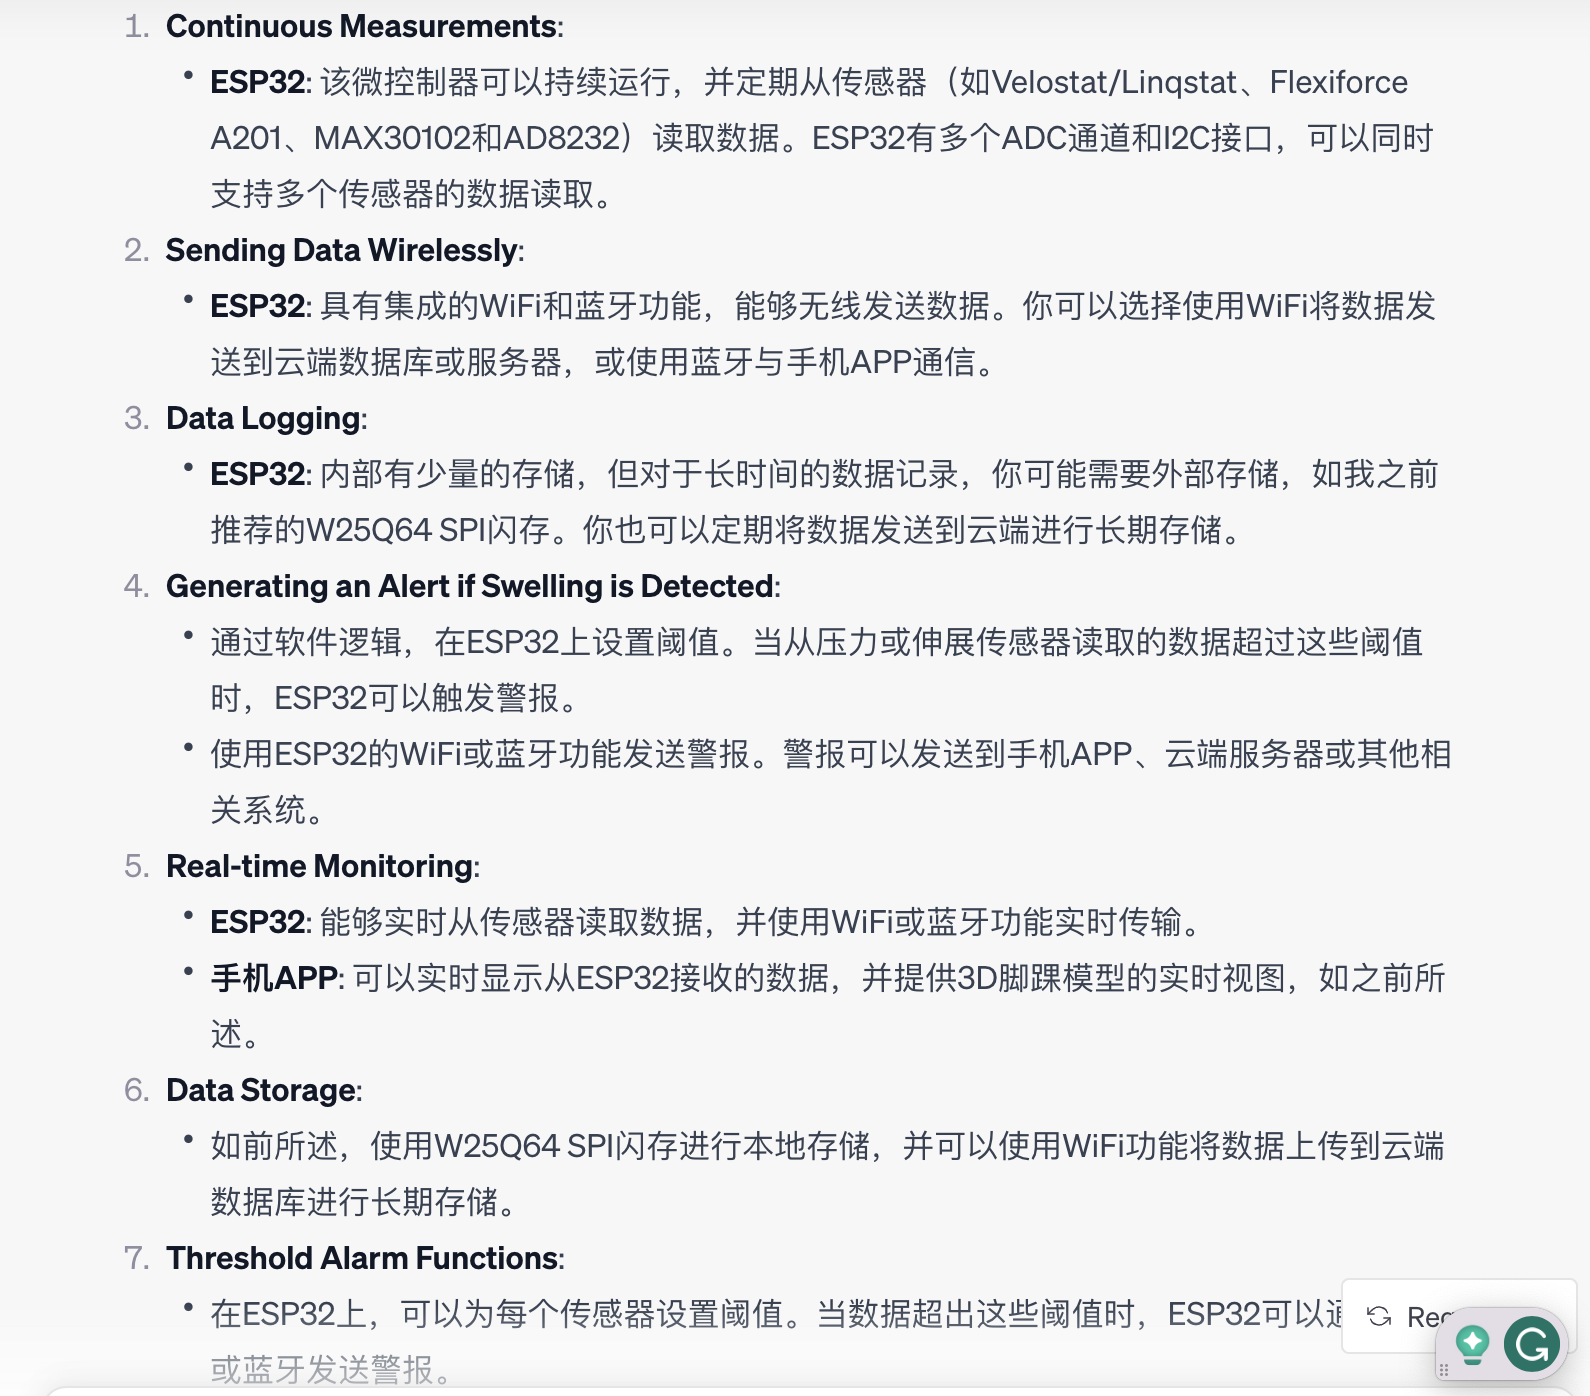 1. Continuous Measurements:
• ESP32: 该微控制器可以持续运行，并定期从传感器（如Velostat/Linqstat、Flexiforce
A201、MAX30102和AD8232）读取数据。ESP32有多个ADC通道和I2C接口，可以同时
支持多个传感器的数据读取。
2. Sending Data Wirelessly:
• ESP32: 具有集成的WiFi和蓝牙功能，能够无线发送数据。你可以选择使用WiFi将数据发
送到云端数据库或服务器，或使用蓝牙与手机APP通信。
3. Data Logging:
• ESP32: 内部有少量的存储，但对于长时间的数据记录，你可能需要外部存储，如我之前
推荐的W25Q64 SPI闪存。你也可以定期将数据发送到云端进行长期存储。
4. Generating an Alert if Swelling is Detected:
• 通过软件逻辑，在ESP32上设置阈值。当从压力或伸展传感器读取的数据超过这些阈值
时，ESP32可以触发警报。
• 使用ESP32的WiFi或蓝牙功能发送警报。警报可以发送到手机APP、云端服务器或其他相
关系统。
5. Real-time Monitoring:
• ESP32: 能够实时从传感器读取数据，并使用WiFi或蓝牙功能实时传输。
• 手机APP: 可以实时显示从ESP32接收的数据，并提供3D脚踝模型的实时视图，如之前所
述。
6. Data Storage:
• 如前所述，使用W25Q64 SPI闪存进行本地存储，并可以使用WiFi功能将数据上传到云端
数据库进行长期存储。
7. Threshold Alarm Functions:
• 在ESP32上，可以为每个传感器设置阈值。当数据超出这些阈值时，ESP32可以
或蓝牙发送警报。